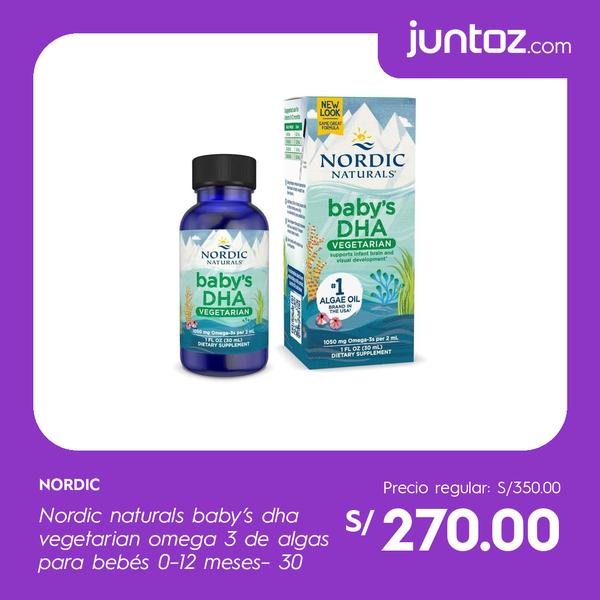 juntoz.com
NEW
LOOK
SAME GREAT
FORMULA
NORDIC
NATURALS®
baby's
DHA
VEGETARIAN
supports infant brain and
visual development*
#1
ALGAE OIL
BRAND IN
THE USA†
1050 mg Omega-3s per 2 mL
1 FL OZ (30 mL)
DIETARY SUPPLEMENT
NORDIC
NATURALS®
baby's
DHA
VEGETARIAN
1050 mg Omega-3s per 2 mL
1 FL OZ (30 mL)
DIETARY SUPPLEMENT
NORDIC
Nordic naturals baby's dha
vegetarian omega 3 de algas
para bebés 0-12 meses- 30
Precio regular: S/350.00
S/ 270.00